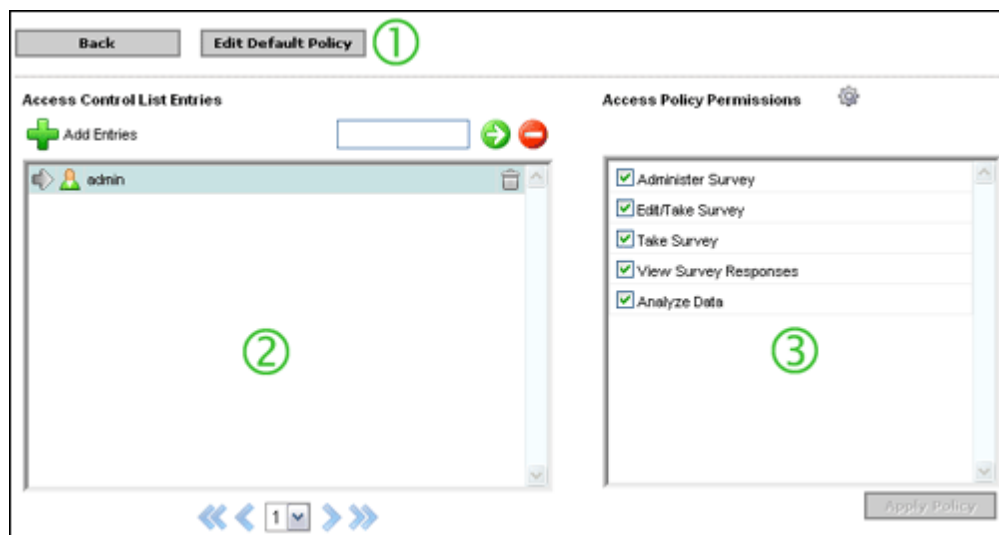 Back
Edit Default Policy
1
Access Control List Entries
Access Policy Permissions
Add Entries
admin
Administer Survey
Edit/Take Survey
Take Survey
View Survey Responses
Analyze Data
2
3
1
Apply Policy